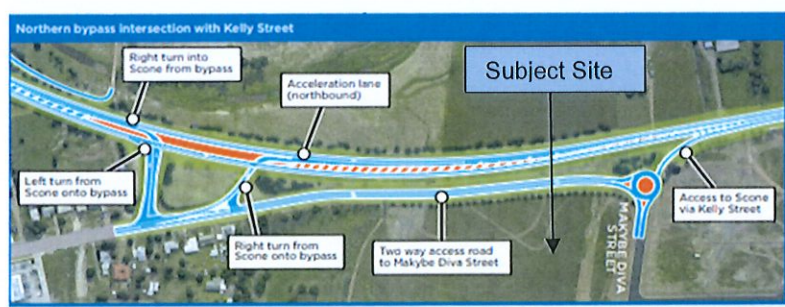 Northern bypass intersection with Kelly Street
Right turn into
Scone from bypass
Acceleration lane
(northbound)
Subject Site
Left turn from
Scone onto bypass
Right turn from
Scone onto bypass
Two way access road
to Makybe Diva Street
MAKYBE DIVA
STREET
Access to Scone
via Kelly Street